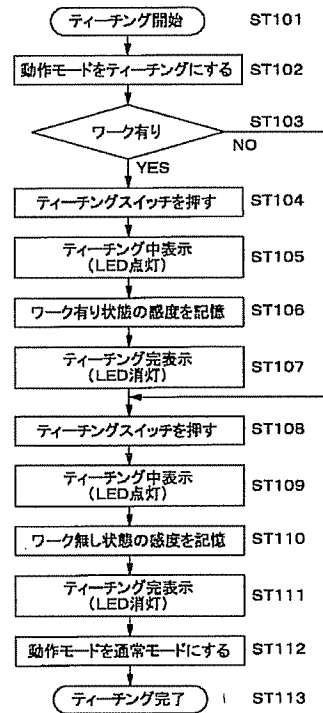 ティーチング開始 ST101
動作モードをティーチングにする ST102
ワーク有り ST103
NO
YES
ティーチングスイッチを押す ST104
ティーチング中表示
(LED点灯) ST105
ワーク有り状態の感度を記憶 ST106
ティーチング完表示
(LED消灯) ST107
ティーチングスイッチを押す ST108
ティーチング中表示
(LED点灯) ST109
ワーク無し状態の感度を記憶 ST110
ティーチング完表示
(LED消灯) ST111
動作モードを通常モードにする ST112
ティーチング完了 ST113